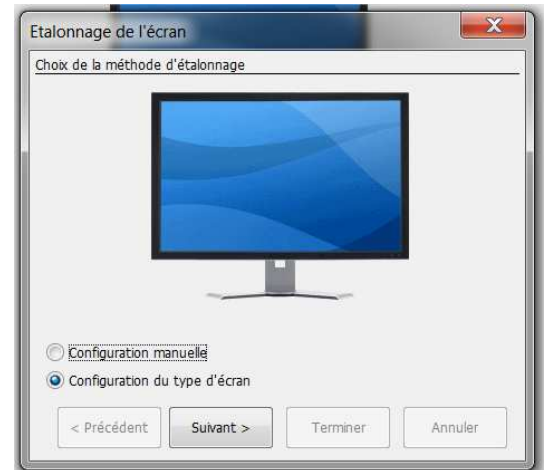 Etalonnage de l'écran
Choix de la méthode d'étalonnage
Configuration manuelle
Configuration du type d'écran
< Précédent Suivant > Terminer Annuler